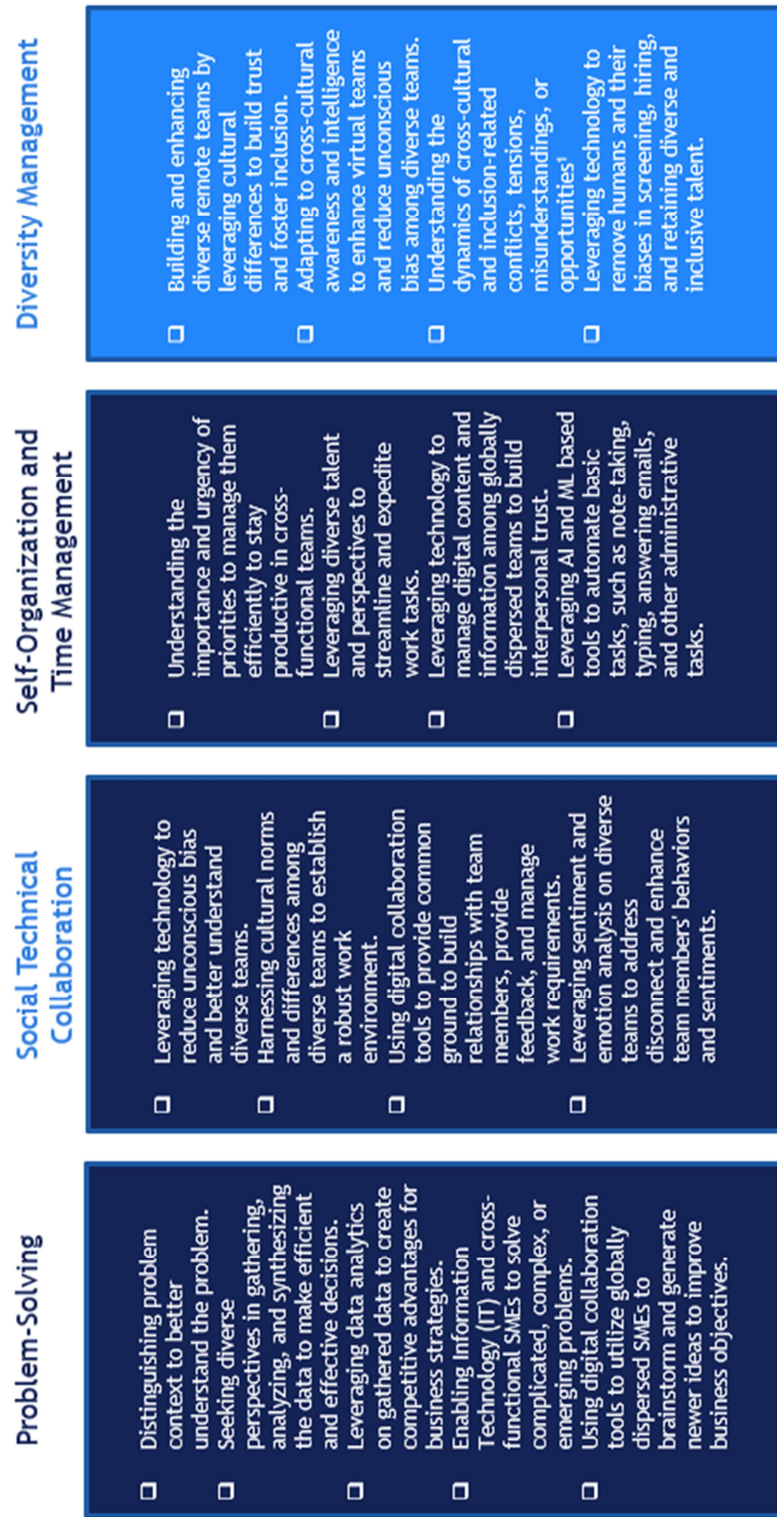 Problem-Solving
❑ Distinguishing problem
context to better
understand the problem.
❑ Seeking diverse
perspectives in gathering,
analyzing, and synthesizing
the data to make efficient
and effective decisions.
❑ Leveraging data analytics
on gathered data to create
competitive advantages for
business strategies.
❑ Enabling Information
Technology (IT) and cross-
functional SMEs to solve
complicated, complex, or
emerging problems.
❑ Using digital collaboration
tools to utilize globally
dispersed SMEs to
brainstorm and generate
newer ideas to improve
business objectives.
Social Technical
Collaboration
❑ Leveraging technology to
reduce unconscious bias
and better understand
diverse teams.
❑ Harnessing cultural norms
and differences among
diverse teams to establish
a robust work
environment.
❑ Using digital collaboration
tools to provide common
ground to build
relationships with team
members, provide
feedback, and manage
work requirements.
❑ Leveraging sentiment and
emotion analysis on diverse
teams to address
disconnect and enhance
team members' behaviors
and sentiments.
Self-Organization and
Time Management
❑ Understanding the
importance and urgency of
priorities to manage them
efficiently to stay
productive in cross-
functional teams.
❑ Leveraging diverse talent
and perspectives to
streamline and expedite
work tasks.
❑ Leveraging technology to
manage digital content and
information among globally
dispersed teams to build
interpersonal trust.
❑ Leveraging AI and ML based
tools to automate basic
tasks, such as note-taking,
typing, answering emails,
and other administrative
tasks.
Diversity Management
❑ Building and enhancing
diverse remote teams by
leveraging cultural
differences to build trust
and foster inclusion.
❑ Adapting to cross-cultural
awareness and intelligence
to enhance virtual teams
and reduce unconscious
bias among diverse teams.
❑ Understanding the
dynamics of cross-cultural
and inclusion-related
conflicts, tensions,
misunderstandings, or
opportunities¹
❑ Leveraging technology to
remove humans and their
biases in screening, hiring,
and retaining diverse and
inclusive talent.